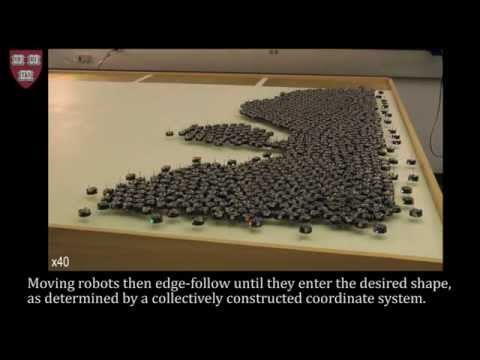 x40
Moving robots then edge-follow until they enter the desired shape,
as determined by a collectively constructed coordinate system.